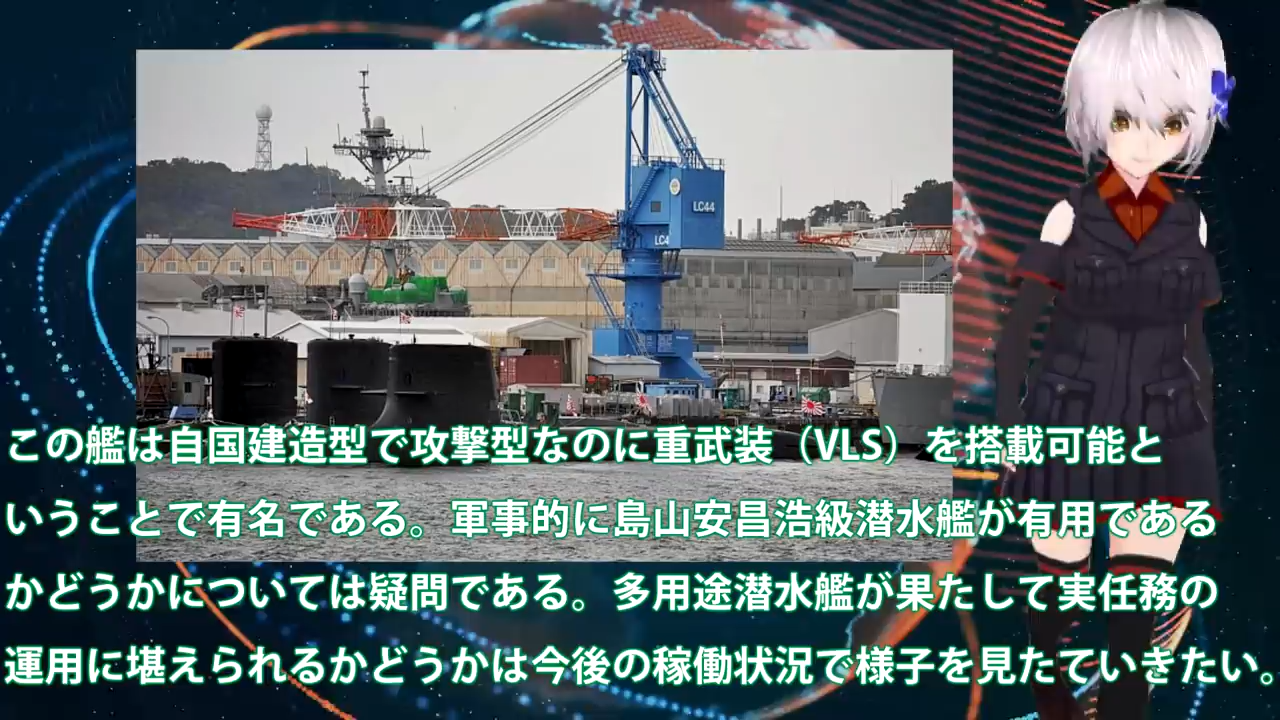 LC44
LC4
この艦は自国建造型で攻撃型なのに重武装（VLS）を搭載可能と
いうことで有名である。軍事的に島山安昌浩級潜水艦が有用である
かどうかについては疑問である。多用途潜水艦が果たして実任務の
運用に堪えられるかどうかは今後の稼働状況で様子を見たていきたい。